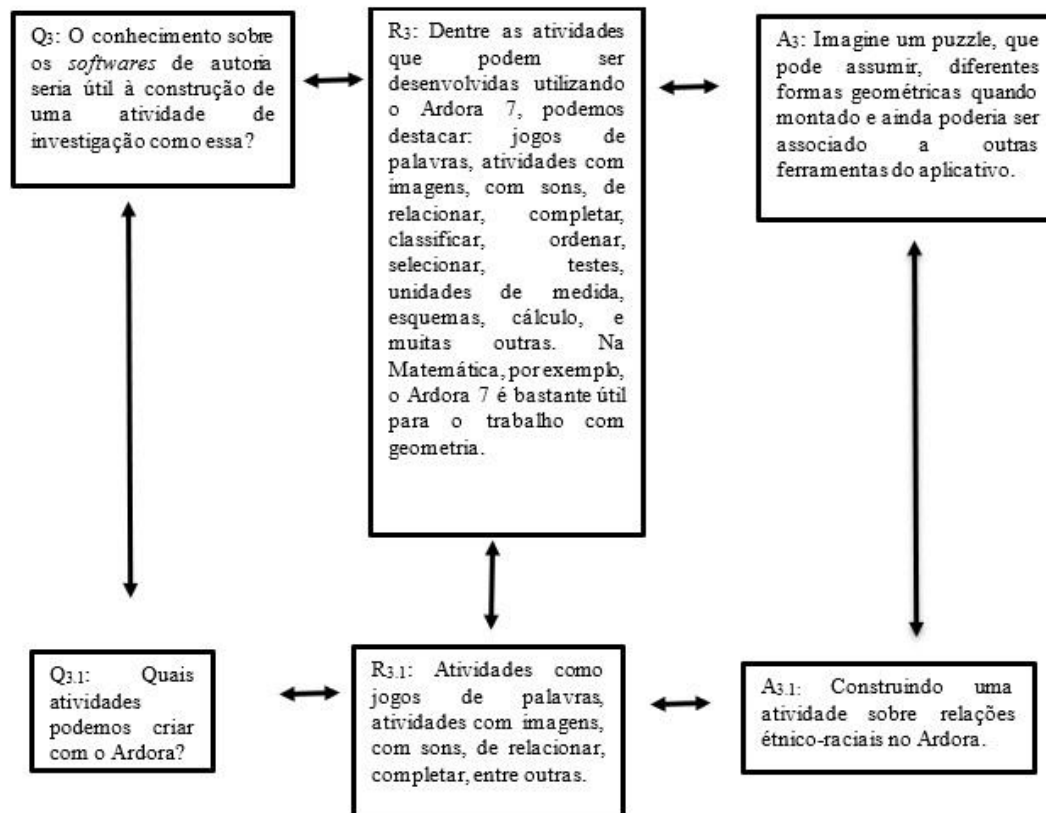 Q3: O conhecimento sobre
os softwares de autoria
seria útil à construção de
uma atividade de
investigação como essa?
R3: Dentre as atividades
que podem ser
desenvolvidas utilizando
o Ardora 7, podemos
destacar: jogos de
palavras, atividades com
imagens, com sons, de
relacionar, completar,
classificar, ordenar,
selecionar, testes,
unidades de medida,
esquemas, cálculo, e
muitas outras. Na
Matemática, por exemplo,
o Ardora 7 é bastante útil
para o trabalho com
geometria.
A3: Imagine um puzzle, que
pode assumir, diferentes
formas geométricas quando
montado e ainda poderia ser
associado a outras
ferramentas do aplicativo.
Q3.1: Quais
atividades
podemos criar
com o Ardora?
R3.1: Atividades como
jogos de palavras,
atividades com imagens,
com sons, de relacionar,
completar, entre outras.
A3.1: Construindo uma
atividade sobre relações
étnico-raciais no Ardora.